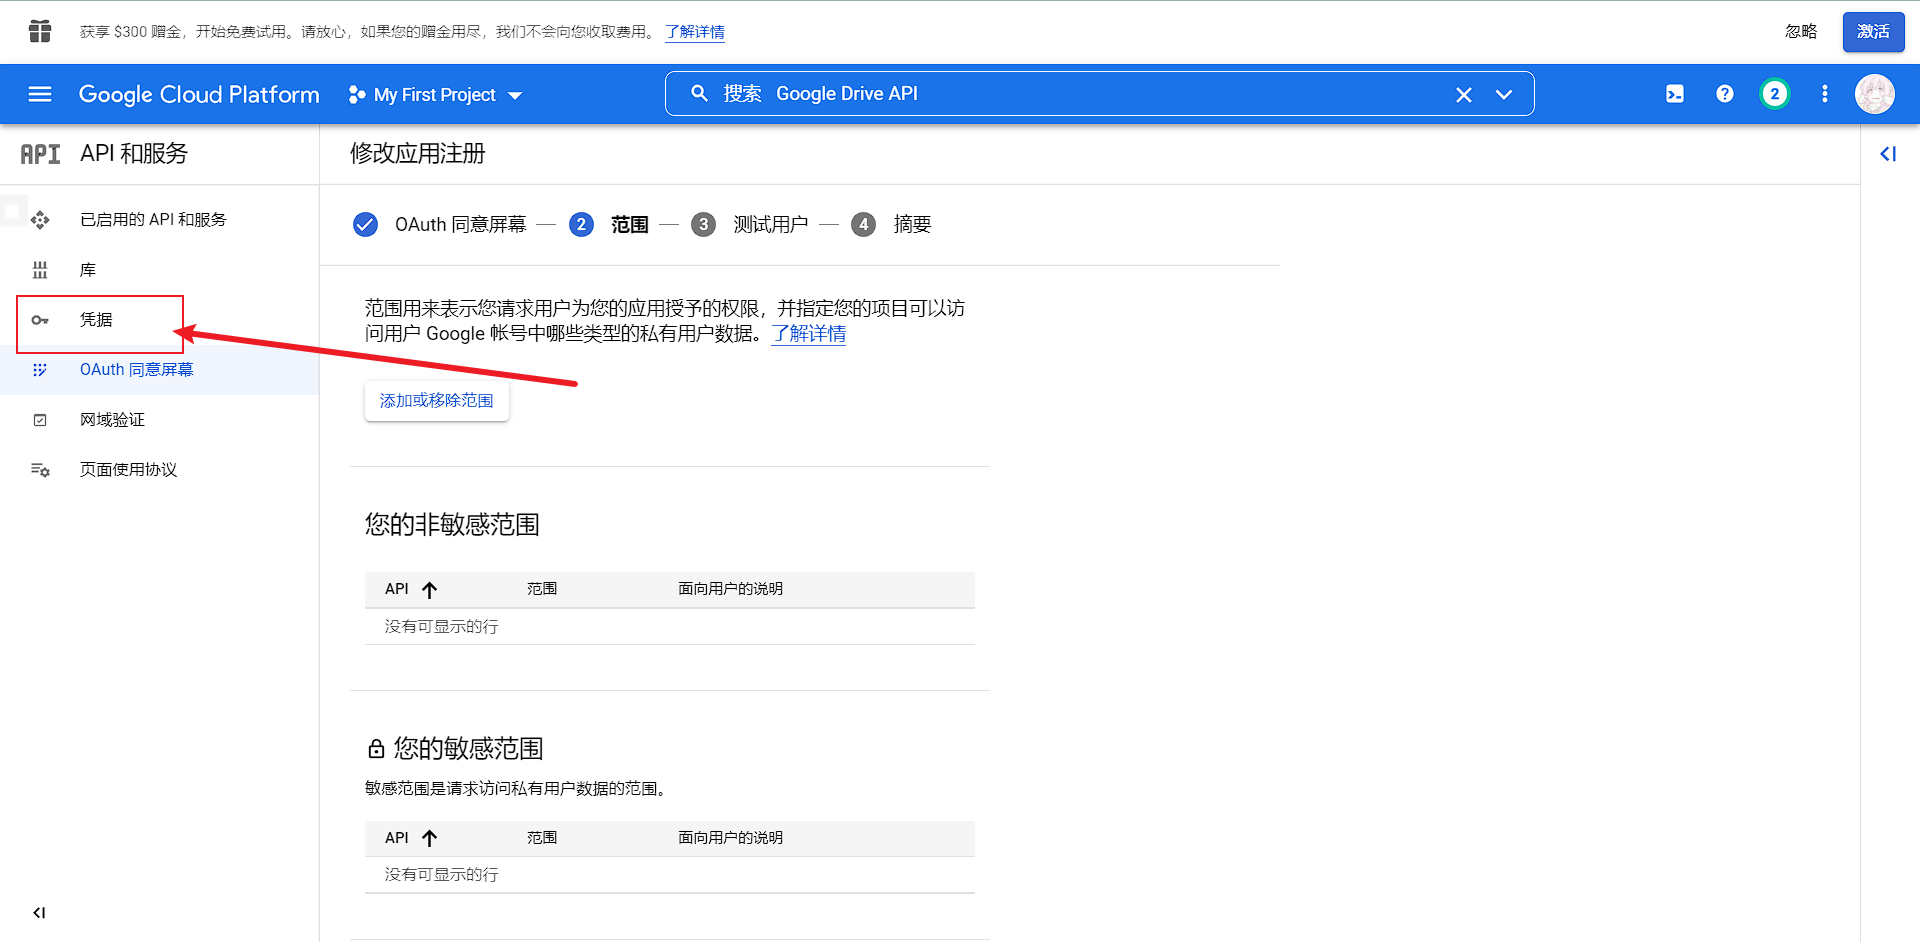 获享 $300 赠金，开始免费试用。请放心，如果您的赠金用尽，我们不会向您收取费用。 了解详情
忽略
激活
Google Cloud Platform
My First Project
搜索 Google Drive API
2
API API 和服务
修改应用注册
已启用的 API 和服务
库
凭据
OAuth 同意屏幕
网域验证
页面使用协议
OAuth 同意屏幕 — 2 范围 — 3 测试用户 — 4 摘要
范围用来表示您请求用户为您的应用授予的权限，并指定您的项目可以访
问用户 Google 帐号中哪些类型的私有用户数据。了解详情
添加或移除范围
您的非敏感范围
API 范围 面向用户的说明
没有可显示的行
您的敏感范围
敏感范围是请求访问私有用户数据的范围。
API 范围 面向用户的说明
没有可显示的行